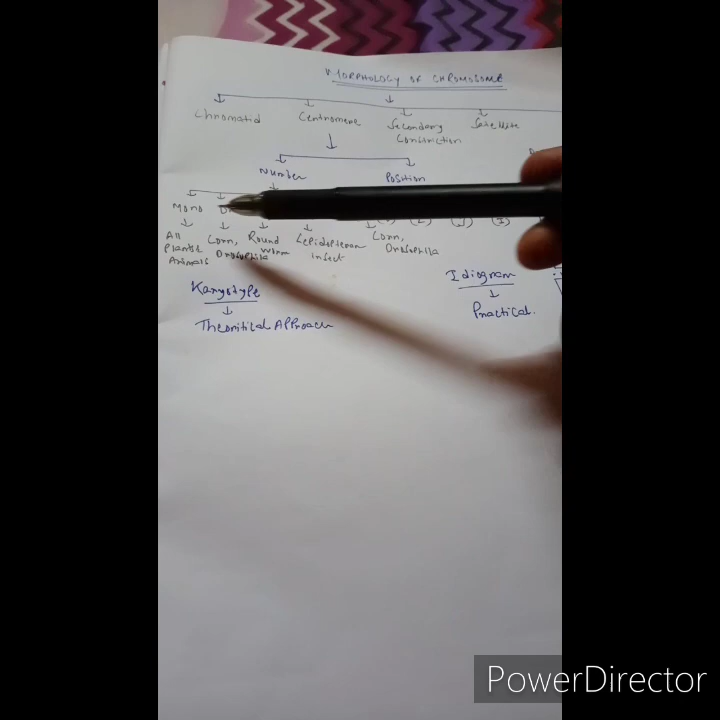 MORPHOLOGY OF CHROMOSOME
Chromatid Centromere Secondary Satellite
Constriction
Number Position
Mono
All Corn, Round Lepidopteran Corn,
Plants & Drosophila worm insect Drosophila
Animals
Karyotype Idiogram
Theoritical Approach Practical.
PowerDirector